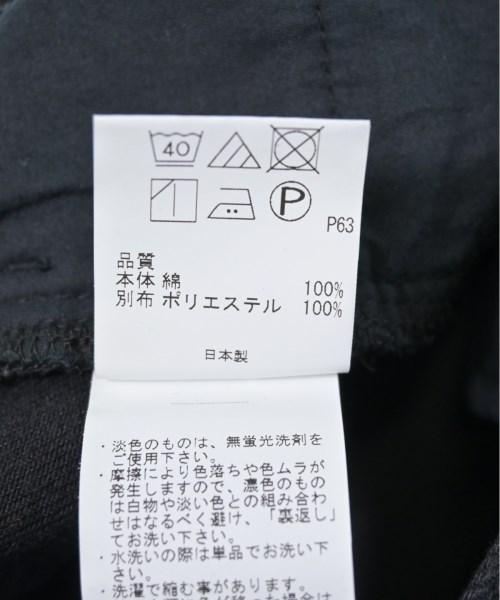 40
P
P63
品質
本体 綿 100%
別布 ポリエステル 100%
日本製
・淡色のものは、無蛍光洗剤を
ご使用下さい。
・摩擦により色落ちや色ムラが
発生しますので、濃色のもの
は白物や淡い色との組み合わ
せはなるべく避け、「裏返し」
てお洗い下さい。
・水洗いの際は単品でお洗い下
さい。
・洗濯で縮む事があります。